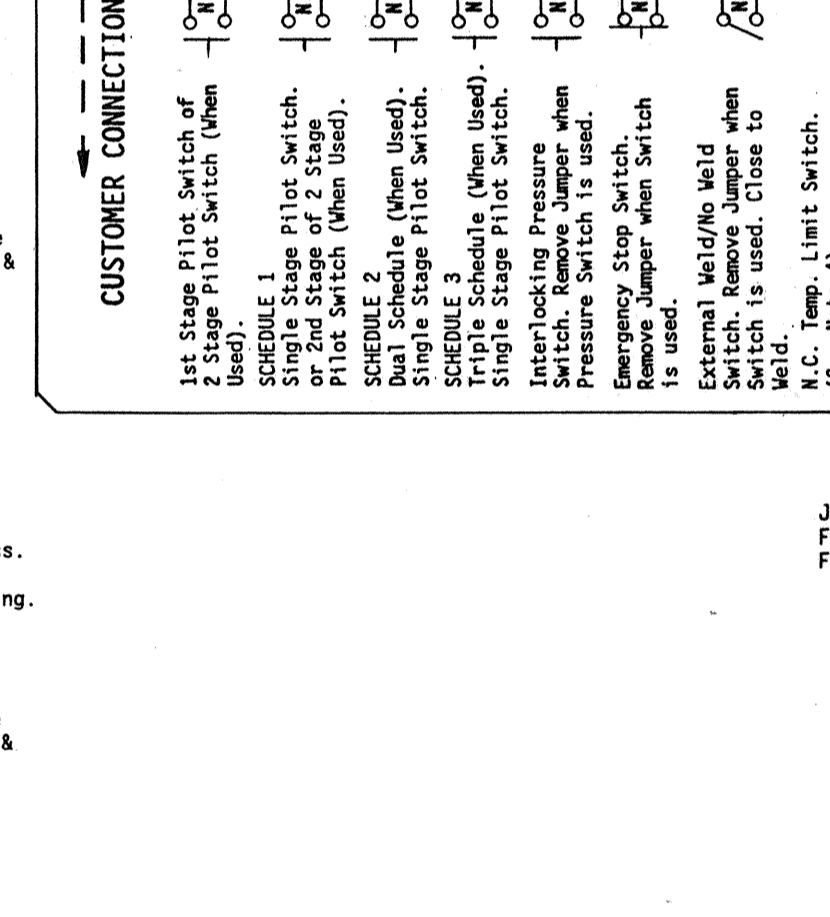 CUSTOMER CONNECTION
1st Stage Pilot Switch of
2 Stage Pilot Switch (When
Used).
SCHEDULE 1
Single Stage Pilot Switch.
or 2nd Stage of 2 Stage
Pilot Switch (When Used).
SCHEDULE 2
Dual Schedule (When Used).
Single Stage Pilot Switch.
SCHEDULE 3
Triple Schedule (When Used).
Single Stage Pilot Switch.
Interlocking Pressure
Switch. Remove Jumper when
Pressure Switch is used.
Emergency Stop Switch.
Remove Jumper when Switch
is used.
External Weld/No Weld
Switch. Remove Jumper when
Switch is used. Close to
Weld.
N.C. Temp. Limit Switch.
N
N
N
N
N
N
N
&
s.
ng.
&